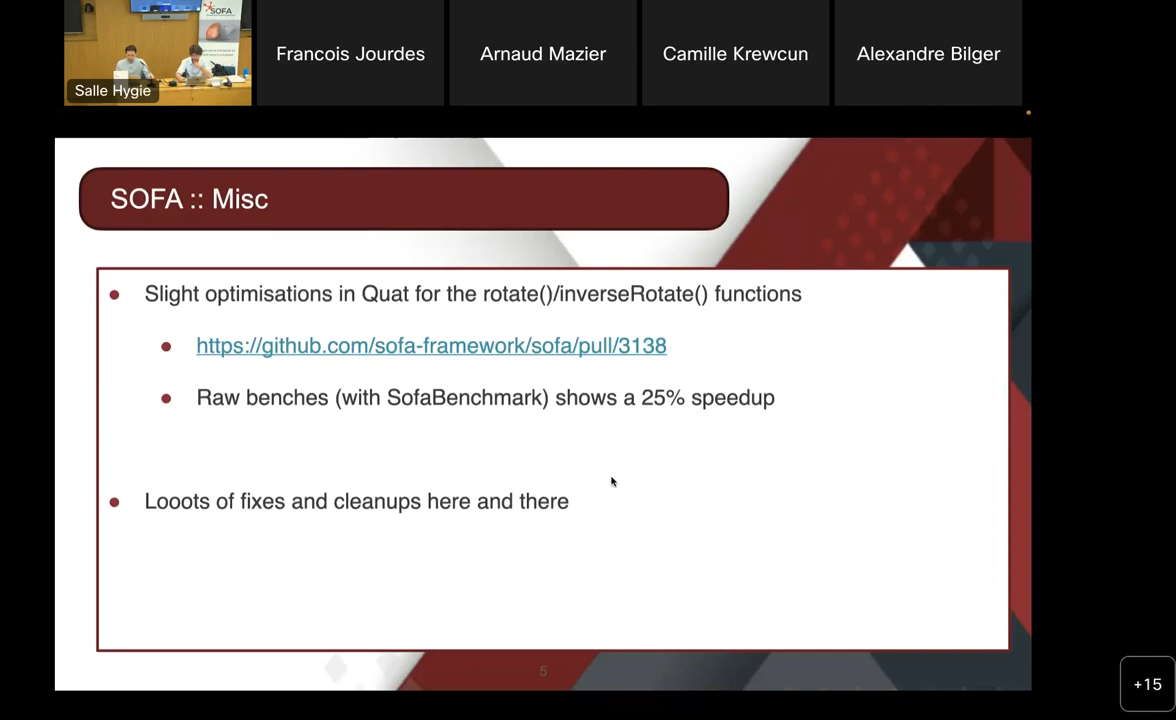 SOFA
Salle Hygie
Francois Jourdes
Arnaud Mazier
Camille Krewcun
Alexandre Bilger
SOFA :: Misc
Slight optimisations in Quat for the rotate()/inverseRotate() functions
https://github.com/sofa-framework/sofa/pull/3138
Raw benches (with SofaBenchmark) shows a 25% speedup
Looots of fixes and cleanups here and there
5
+15